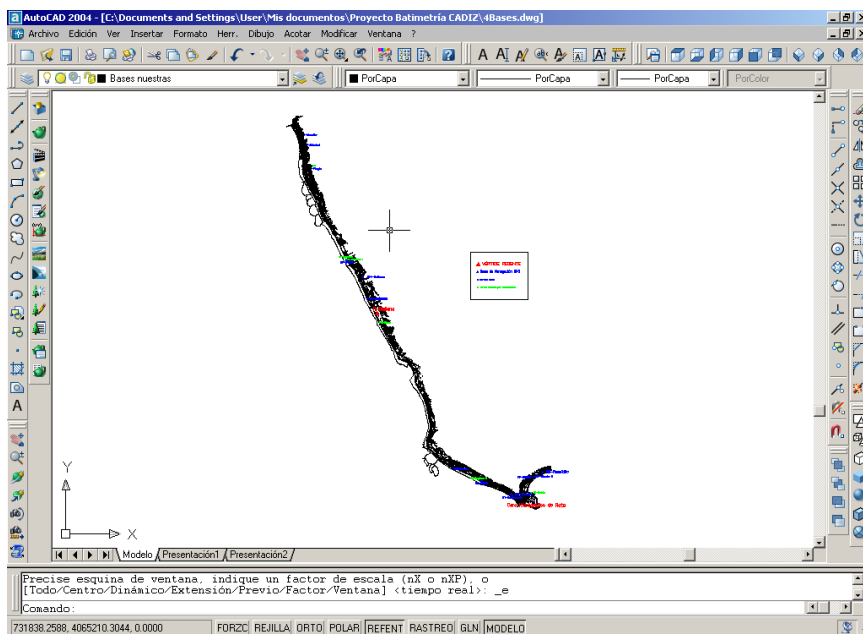 AutoCAD 2004 - [C:\Documents and Settings\User\Mis documentos\Proyecto Batimetría CADIZ\4Bases.dwg]
Archivo Edición Ver Insertar Formato Herr. Dibujo Acotar Modificar Ventana ?
Bases nuestras PorCapa PorCapa PorCapa PorColor
Y
X
Modelo Presentación1 Presentación2
Precise esquina de ventana, indique un factor de escala (nX o nXP), o
[Todo/Centro/Dinámico/Extensión/Previo/Factor/Ventana] <tiempo real>: _e
Comando:
731838.2588, 4065210.3044, 0.0000 FORZC REJILLA ORTO POLAR REFENT RASTREO GLN MODELO